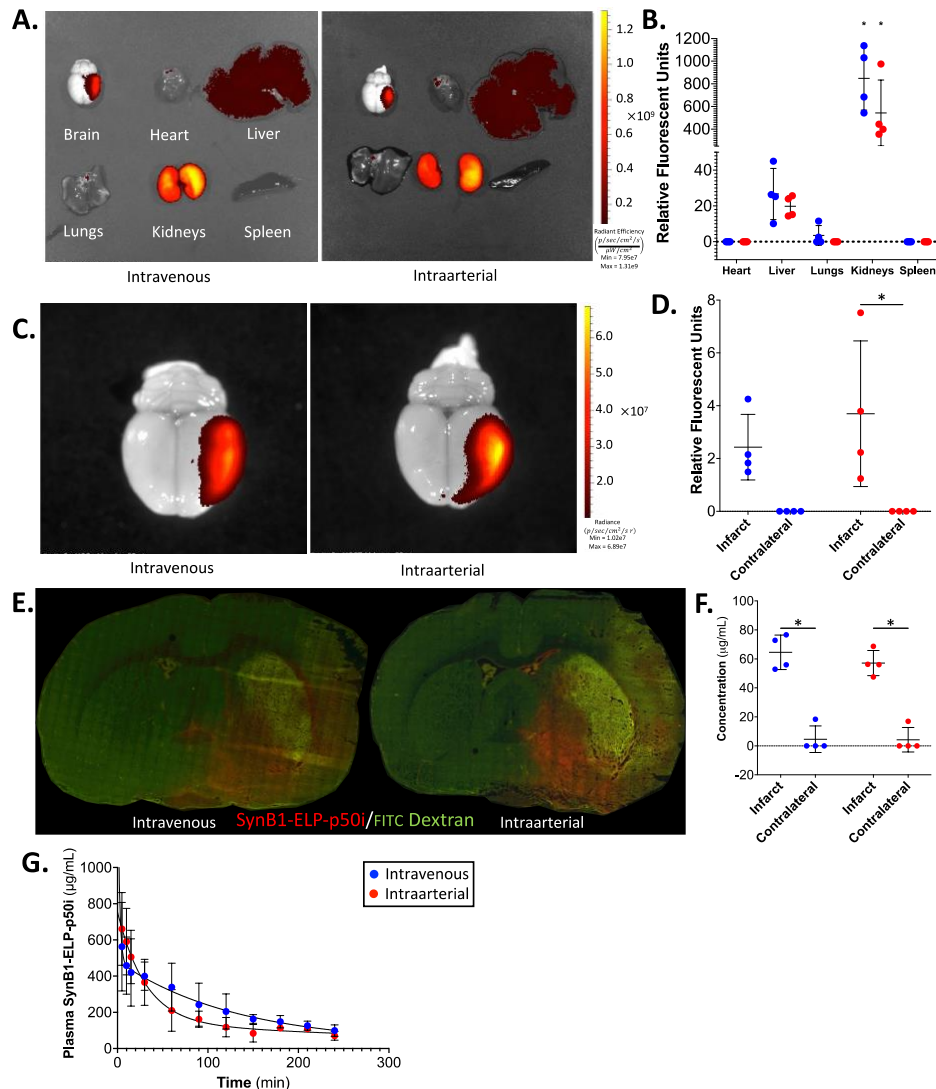 A.
Brain
Heart
Liver
Lungs
Kidneys
Spleen
Intravenous
Intraarterial
1.2
1.0
0.8
×10⁹
0.6
0.4
0.2
Radiant Efficiency
(p/sec/cm²/s / μW/cm²)
Min = 7.95e7
Max = 1.31e9
B.
Relative Fluorescent Units
1200
1000
800
600
400
40
20
0
* *
Heart Liver Lungs Kidneys Spleen
C.
Intravenous
Intraarterial
6.0
5.0
4.0
×10⁷
3.0
2.0
Radiance
(p/sec/cm²/s r)
Min = 1.02e7
Max = 6.89e7
D.
Relative Fluorescent Units
8
6
4
2
0
*
Infarct
Contralateral
Infarct
Contralateral
E.
Intravenous
SynB1-ELP-p50i/FITC Dextran
Intraarterial
F.
Concentration (μg/mL)
80
60
40
20
0
-20
* *
Infarct
Contralateral
Infarct
Contralateral
G.
Plasma SynB1-ELP-p50i (μg/mL)
1000
800
600
400
200
0
0 100 200 300
Time (min)
Intravenous
Intraarterial